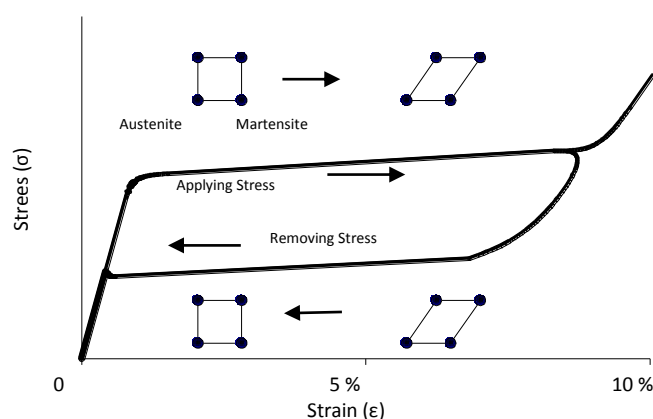 Austenite Martensite
Strees (σ)
Applying Stress
Removing Stress
0 5 % 10 %
Strain (ε)